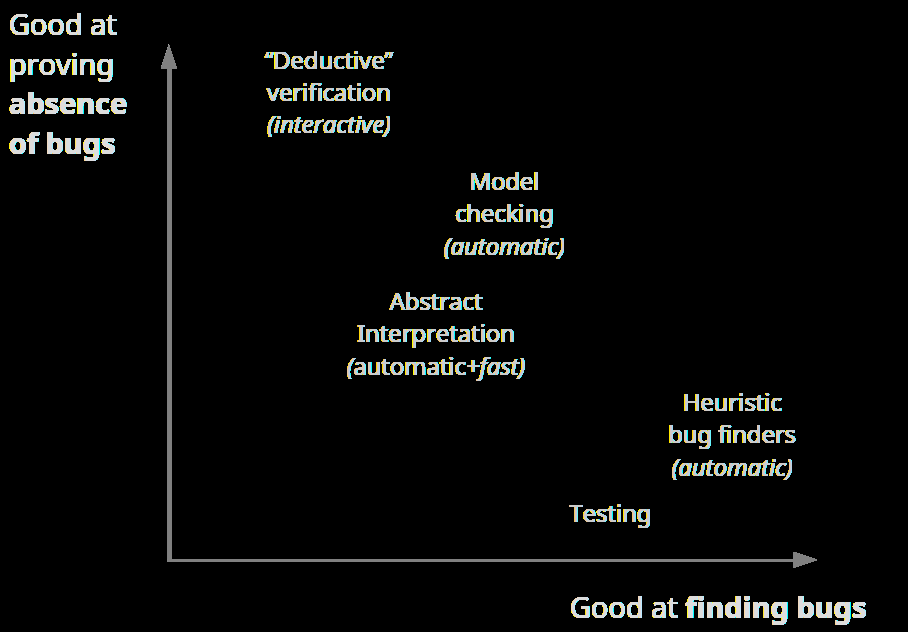 Good at
proving
absence
of bugs
“Deductive”
verification
(interactive)
Model
checking
(automatic)
Abstract
Interpretation
(automatic+fast)
Heuristic
bug finders
(automatic)
Testing
Good at finding bugs